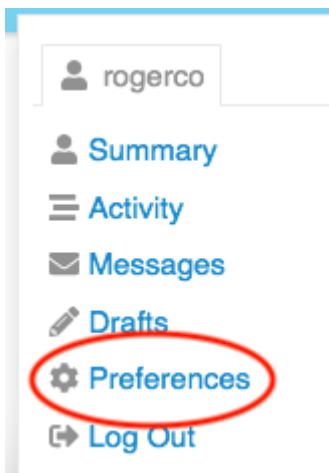 rogerco
Summary
Activity
Messages
Drafts
Preferences
Log Out